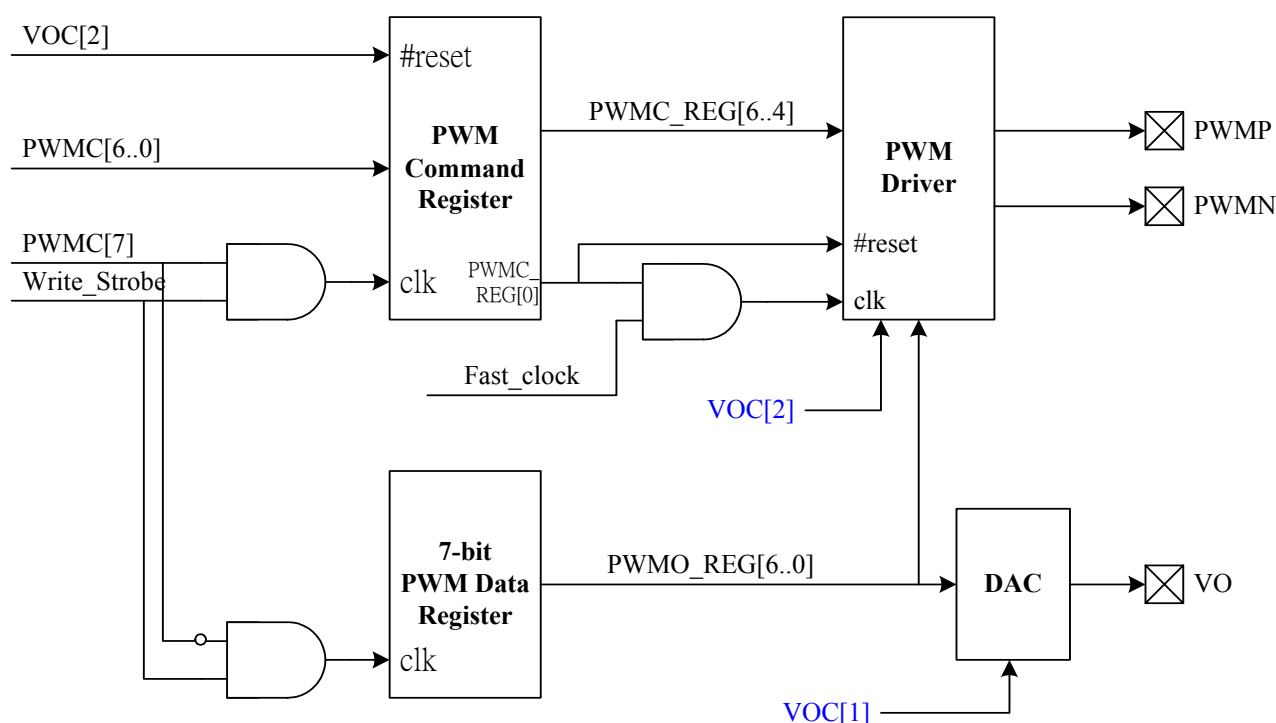 VOC[2]
#reset
PWMC[6..0]
PWM
Command
Register
PWMC_REG[6..4]
PWM
Driver
PWMP
PWMN
PWMC[7]
Write_Strobe
clk
PWMC_
REG[0]
#reset
clk
Fast_clock
VOC[2]
7-bit
PWM Data
Register
clk
PWMO_REG[6..0]
DAC
VO
VOC[1]